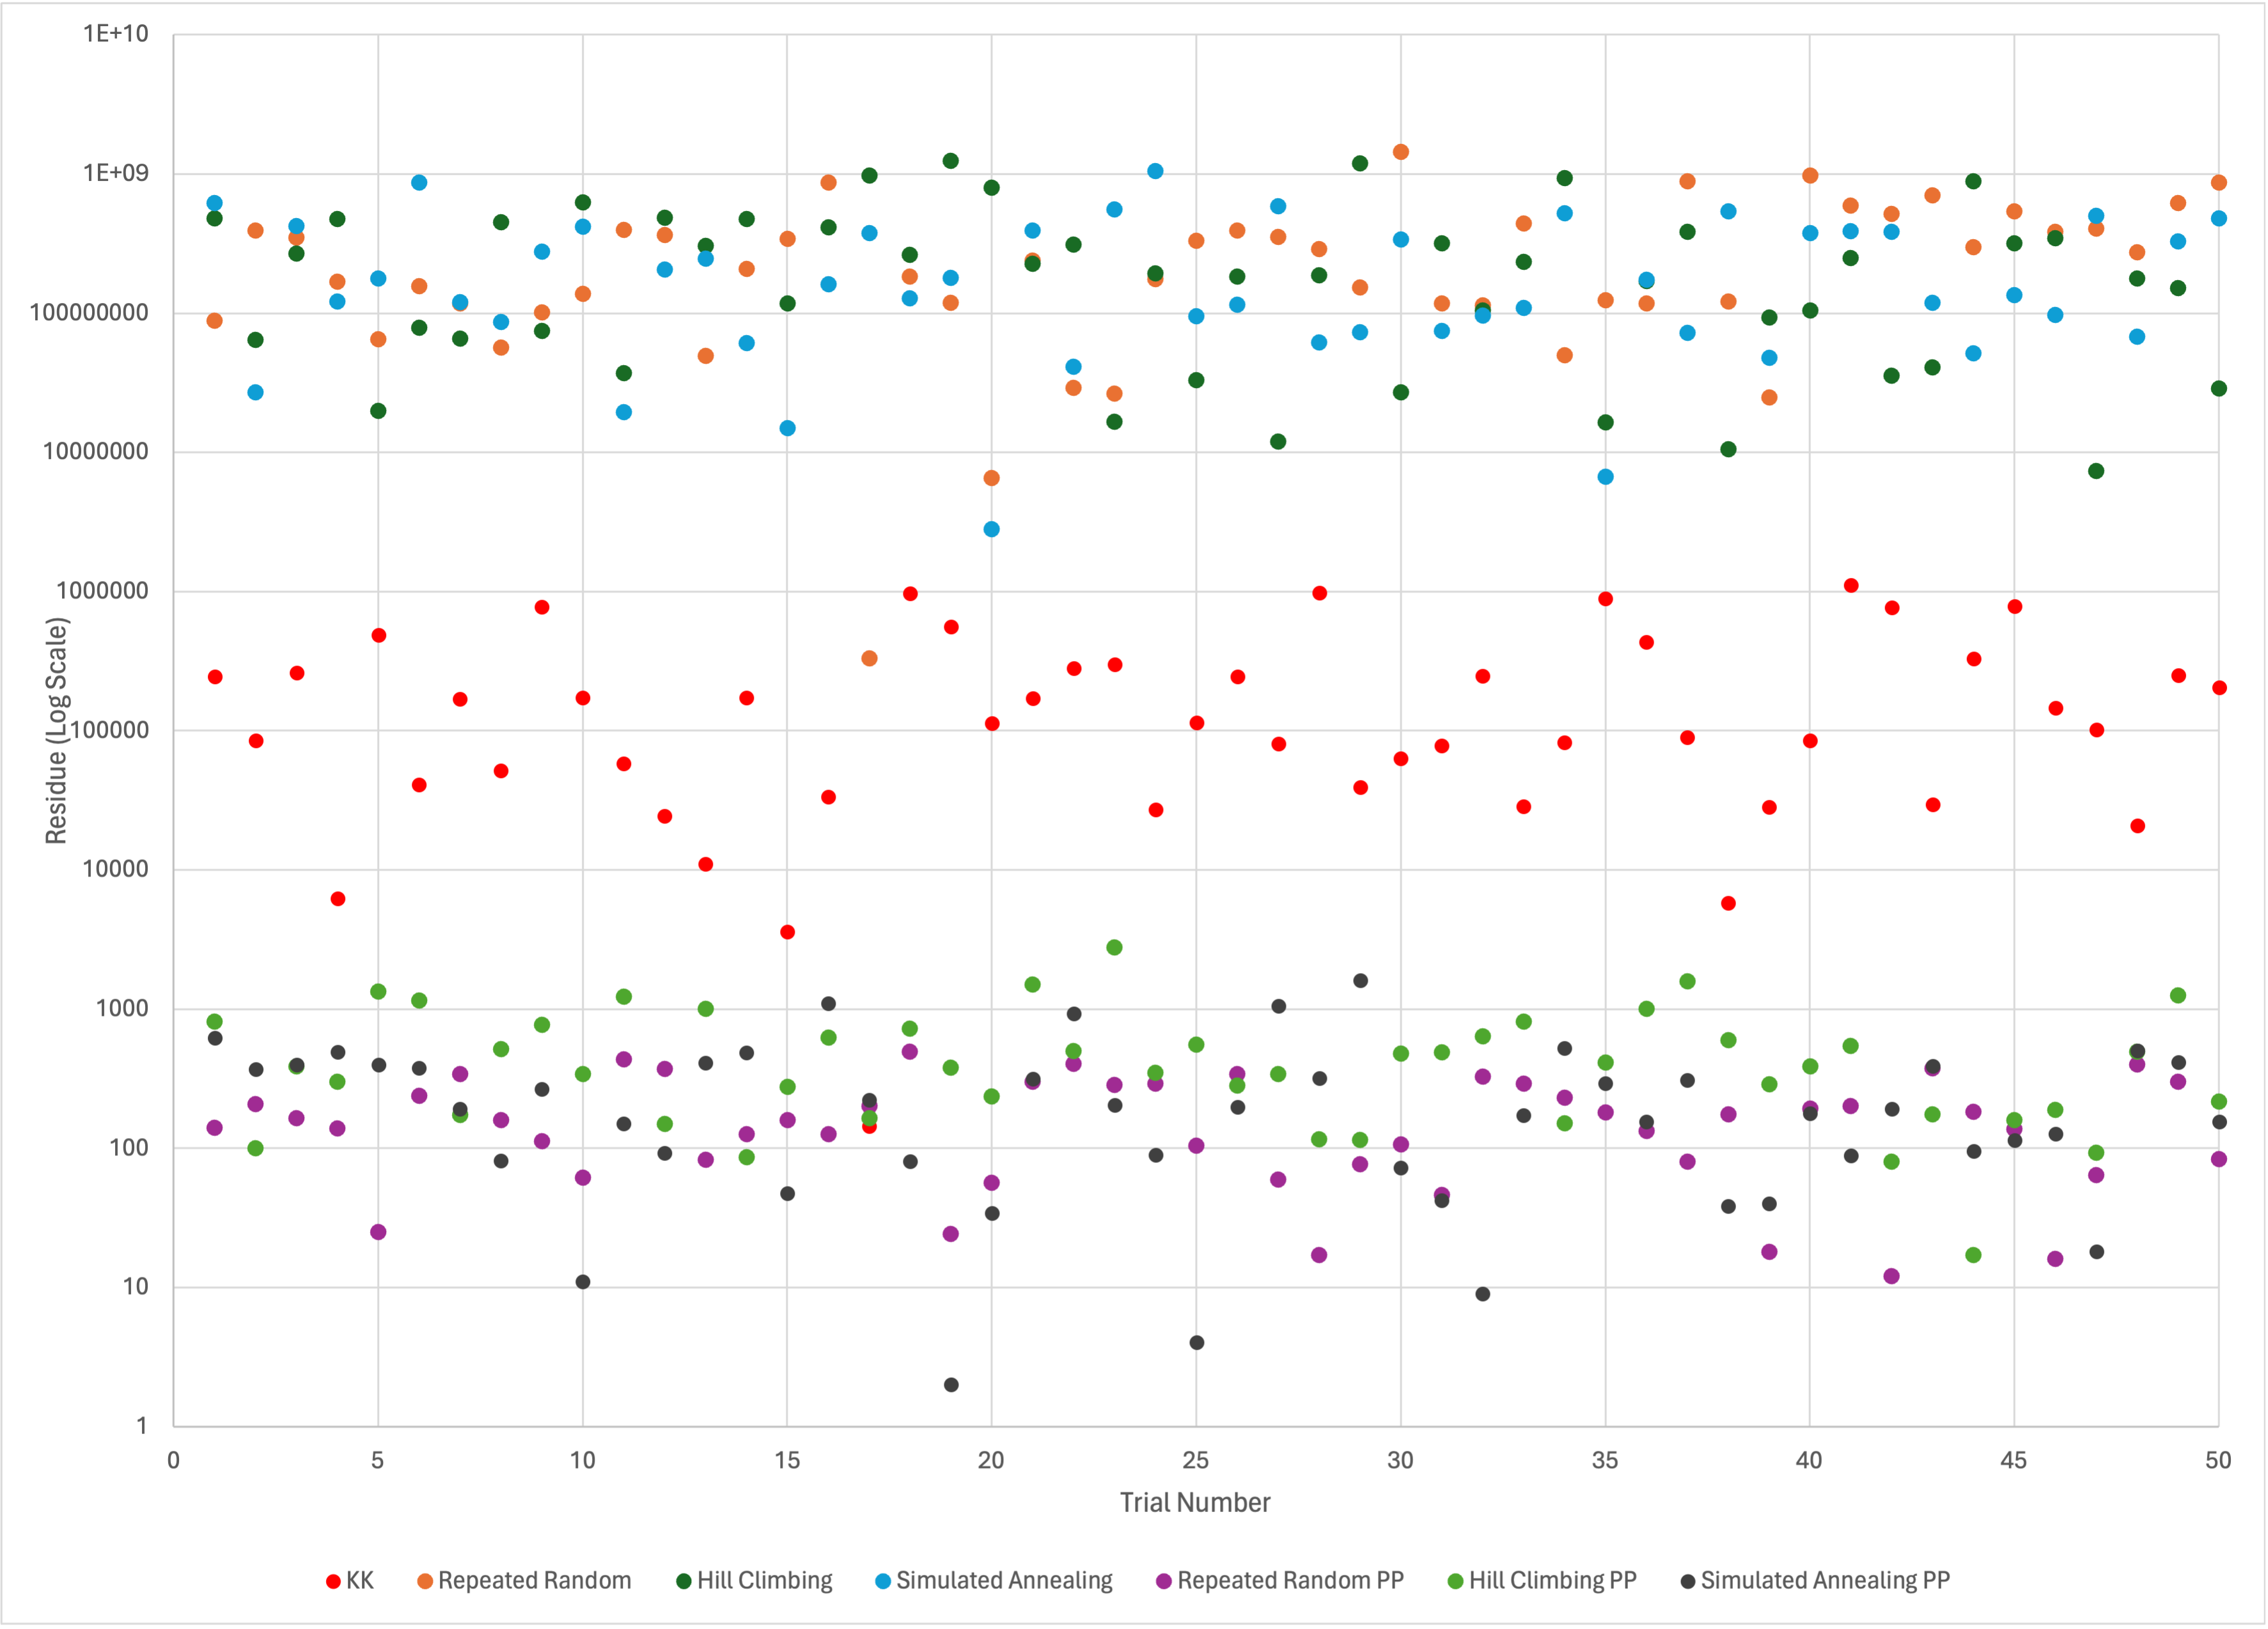 1E+10
1E+09
100000000
10000000
1000000
100000
10000
1000
100
10
1
Residue (Log Scale)
0 5 10 15 20 25 30 35 40 45 50
Trial Number
KK Repeated Random Hill Climbing Simulated Annealing Repeated Random PP Hill Climbing PP Simulated Annealing PP